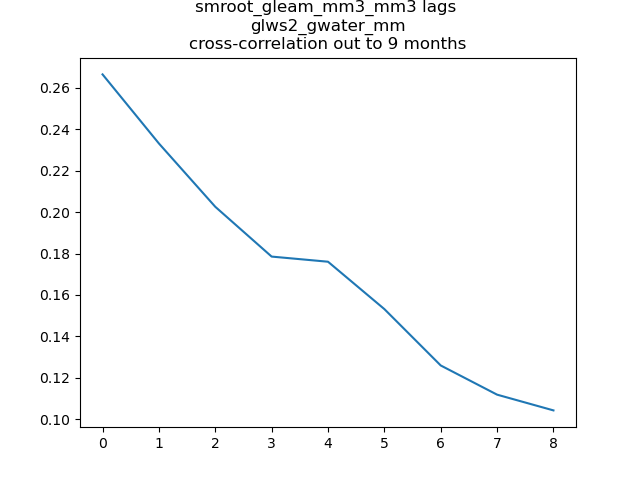 smroot_gleam_mm3_mm3 lags
glws2_gwater_mm
cross-correlation out to 9 months
0.26
0.24
0.22
0.20
0.18
0.16
0.14
0.12
0.10
0 1 2 3 4 5 6 7 8